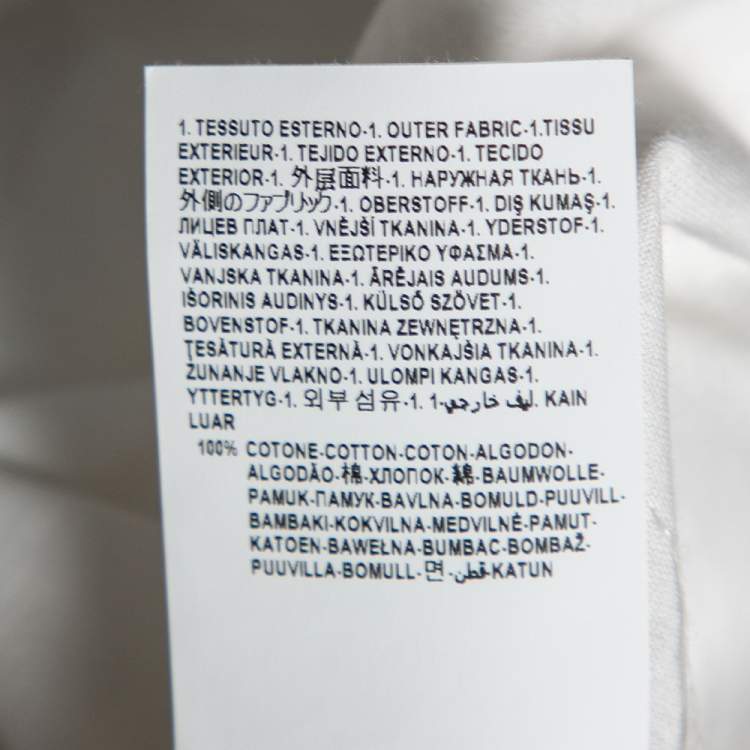 1. TESSUTO ESTERNO-1. OUTER FABRIC-1.TISSU
EXTERIEUR-1. TEJIDO EXTERNO-1. TECIDO
EXTERIOR-1. 外层面料-1. НАРУЖНАЯ ТКАНЬ-1.
外側のファブリック-1. OBERSTOFF-1. DIŞ KUMAŞ-1.
ЛИЦЕВ ПЛАТ-1. VNĚJŠÍ TKANINA-1. YDERSTOF-1.
VÄLISKANGAS-1. ΕΞΩΤΕΡΙΚΟ ΥΦΑΣΜΑ-1.
VANJSKA TKANINA-1. ĀRĒJAIS AUDUMS-1.
IŠORINIS AUDINYS-1. KÜLSŐ SZÖVET-1.
BOVENSTOF-1. TKANINA ZEWNĘTRZNA-1.
ŢESĂTURĂ EXTERNĂ-1. VONKAJŠIA TKANINA-1.
ZUNANJE VLAKNO-1. ULOMPI KANGAS-1.
YTTERTYG-1. 외부 섬유-1. 1-ليف خارجي. KAIN
LUAR
100% COTONE-COTTON-COTON-ALGODON-
ALGODÃO-棉-ХЛОПОК-綿-BAUMWOLLE-
PAMUK-ПАМУК-BAVLNA-BOMULD-PUUVILL-
BAMBAKI-KOKVILNA-MEDVILNĖ-PAMUT-
KATOEN-BAWEŁNA-BUMBAC-BOMBAŽ-
PUUVILLA-BOMULL-면-قطن-KATUN